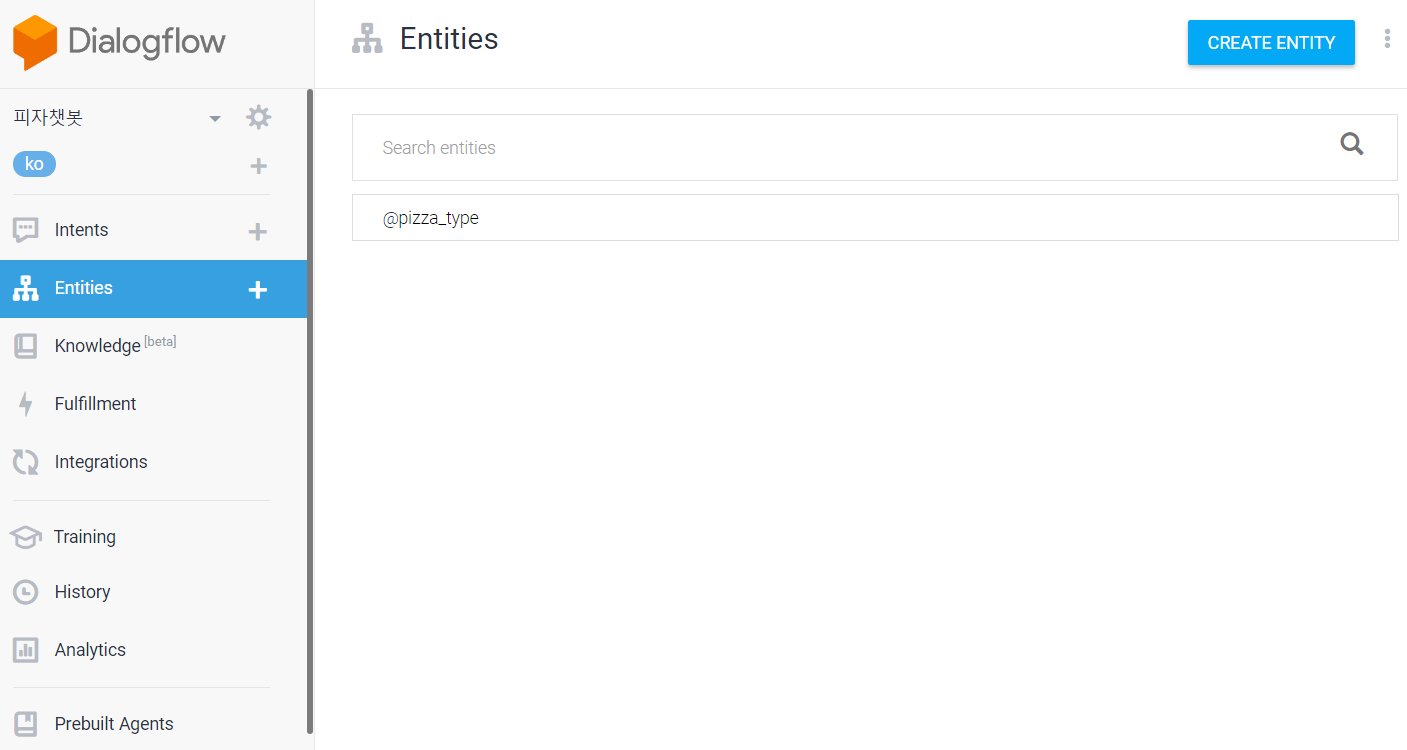 Dialogflow
피자챗봇
ko
Intents
Entities
Knowledge [beta]
Fulfillment
Integrations
Training
History
Analytics
Prebuilt Agents
Entities
CREATE ENTITY
Search entities
@pizza_type